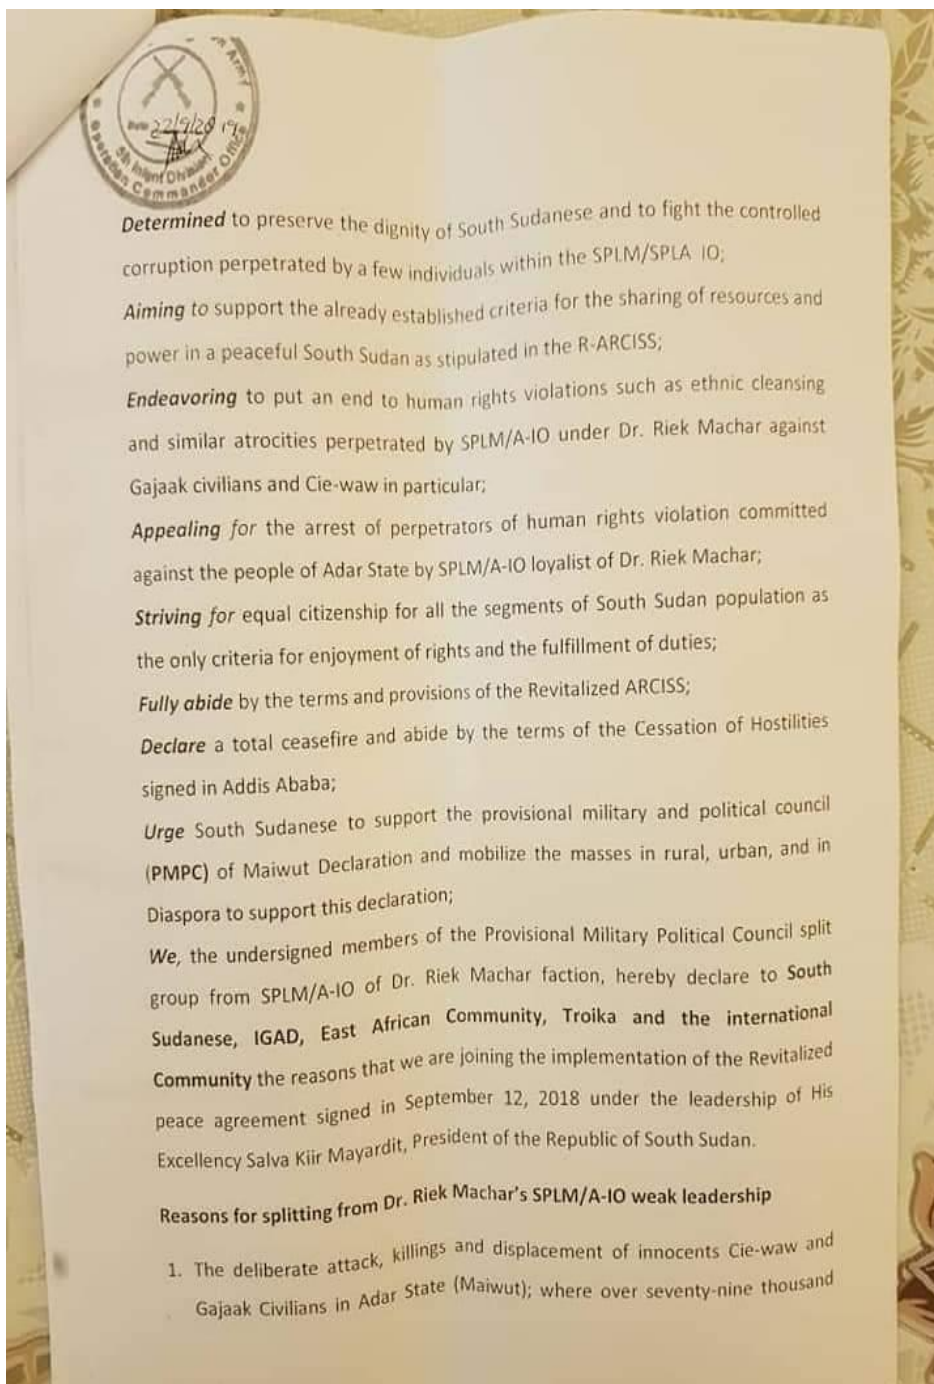 n Army
Date 22/9/2019
5th Infant Division
Operation Commander Office
Determined to preserve the dignity of South Sudanese and to fight the controlled
corruption perpetrated by a few individuals within the SPLM/SPLA IO;
Aiming to support the already established criteria for the sharing of resources and
power in a peaceful South Sudan as stipulated in the R-ARCISS;
Endeavoring to put an end to human rights violations such as ethnic cleansing
and similar atrocities perpetrated by SPLM/A-IO under Dr. Riek Machar against
Gajaak civilians and Cie-waw in particular;
Appealing for the arrest of perpetrators of human rights violation committed
against the people of Adar State by SPLM/A-IO loyalist of Dr. Riek Machar;
Striving for equal citizenship for all the segments of South Sudan population as
the only criteria for enjoyment of rights and the fulfillment of duties;
Fully abide by the terms and provisions of the Revitalized ARCISS;
Declare a total ceasefire and abide by the terms of the Cessation of Hostilities
signed in Addis Ababa;
Urge South Sudanese to support the provisional military and political council
(PMPC) of Maiwut Declaration and mobilize the masses in rural, urban, and in
Diaspora to support this declaration;
We, the undersigned members of the Provisional Military Political Council split
group from SPLM/A-IO of Dr. Riek Machar faction, hereby declare to South
Sudanese, IGAD, East African Community, Troika and the international
Community the reasons that we are joining the implementation of the Revitalized
peace agreement signed in September 12, 2018 under the leadership of His
Excellency Salva Kiir Mayardit, President of the Republic of South Sudan.
Reasons for splitting from Dr. Riek Machar's SPLM/A-IO weak leadership
1. The deliberate attack, killings and displacement of innocents Cie-waw and
Gajaak Civilians in Adar State (Maiwut); where over seventy-nine thousand